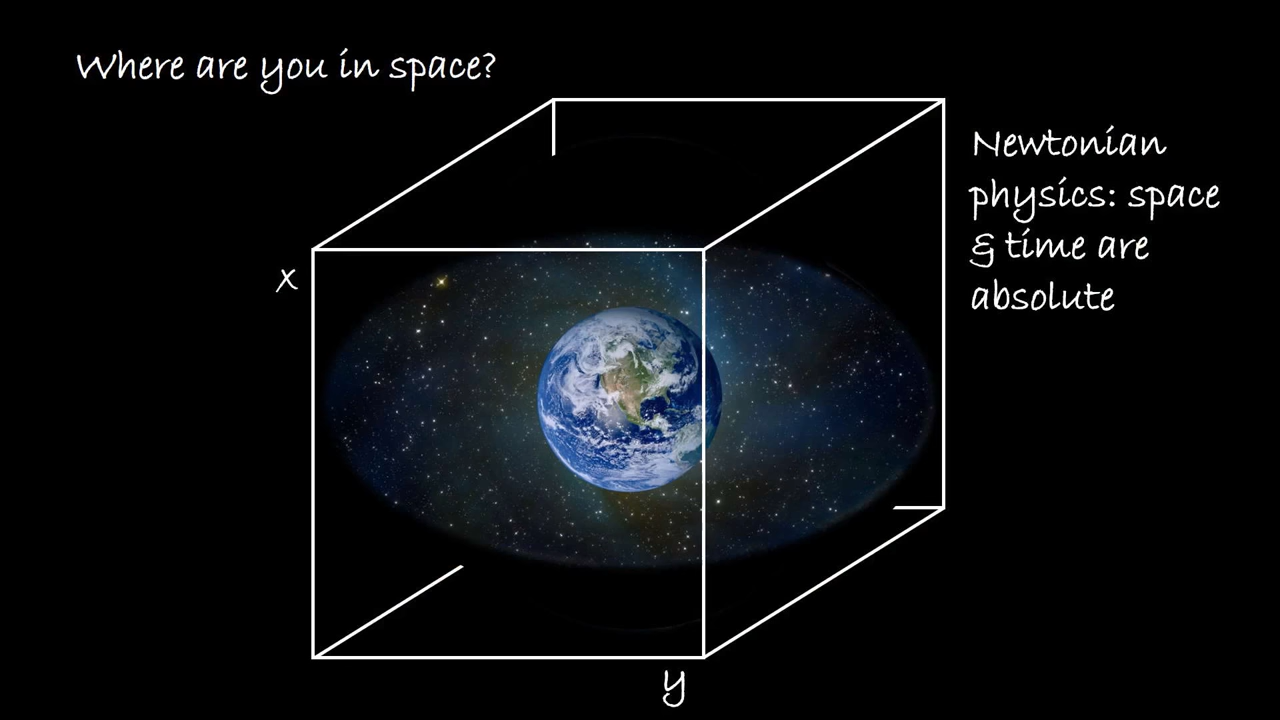 Where are you in space?
Newtonian
physics: space
& time are
absolute
x
y